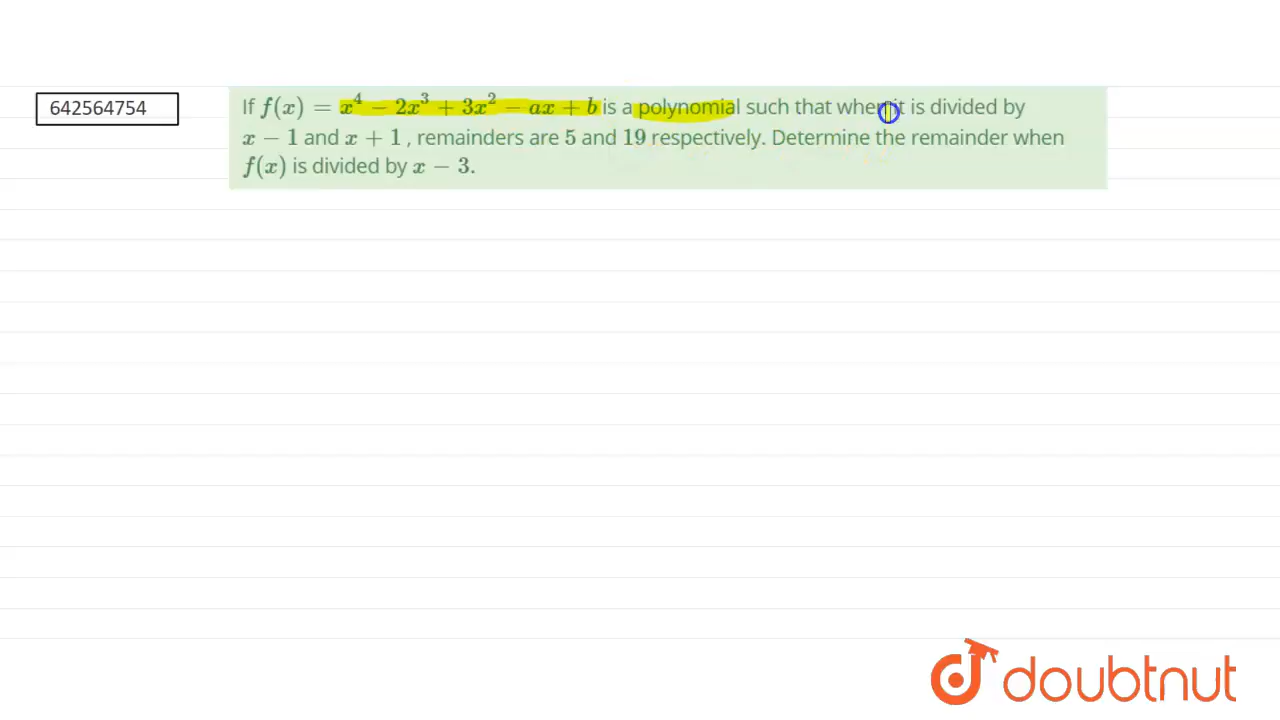 642564754
If f(x) = x⁴ − 2x³ + 3x² − ax + b is a polynomial such that when it is divided by
x − 1 and x + 1 , remainders are 5 and 19 respectively. Determine the remainder when
f(x) is divided by x − 3.
doubtnut